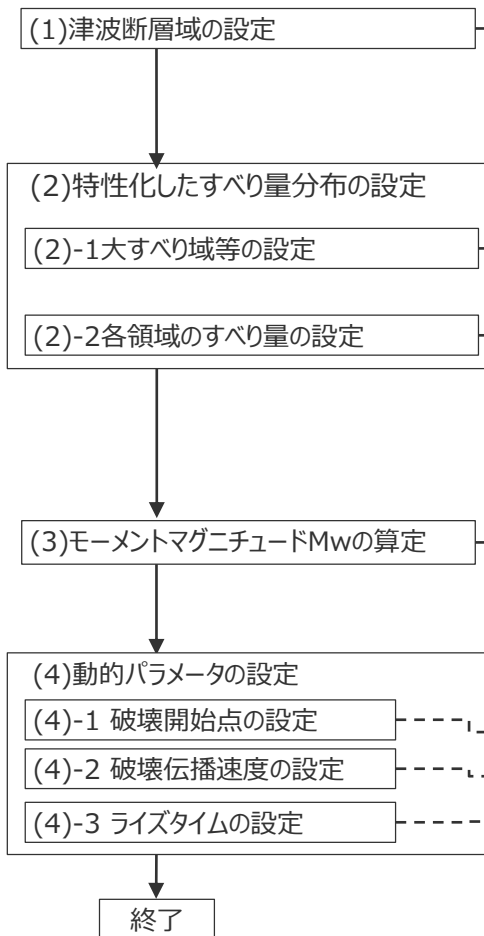 (1)津波断層域の設定
(2)特性化したすべり量分布の設定
(2)-1大すべり域等の設定
(2)-2各領域のすべり量の設定
(3)モーメントマグニチュードMwの算定
(4)動的パラメータの設定
(4)-1 破壊開始点の設定
(4)-2 破壊伝播速度の設定
(4)-3 ライズタイムの設定
終了